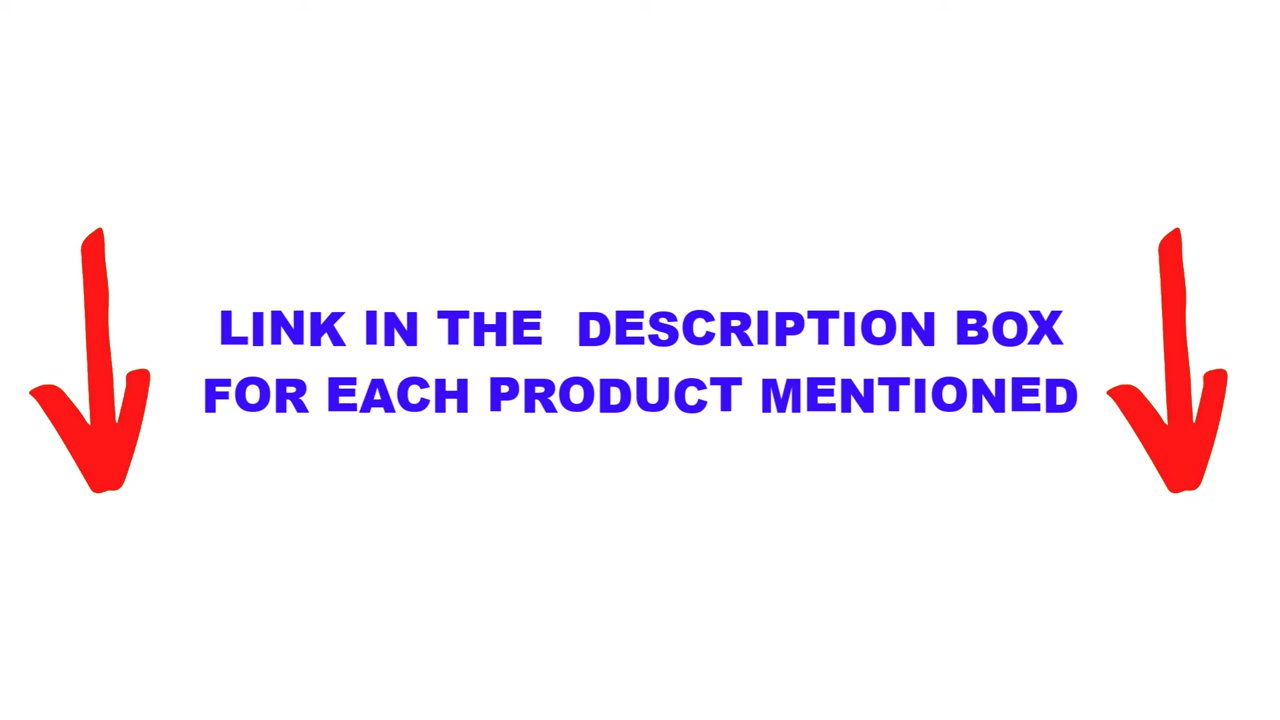 LINK IN THE  DESCRIPTION BOX
FOR EACH PRODUCT MENTIONED